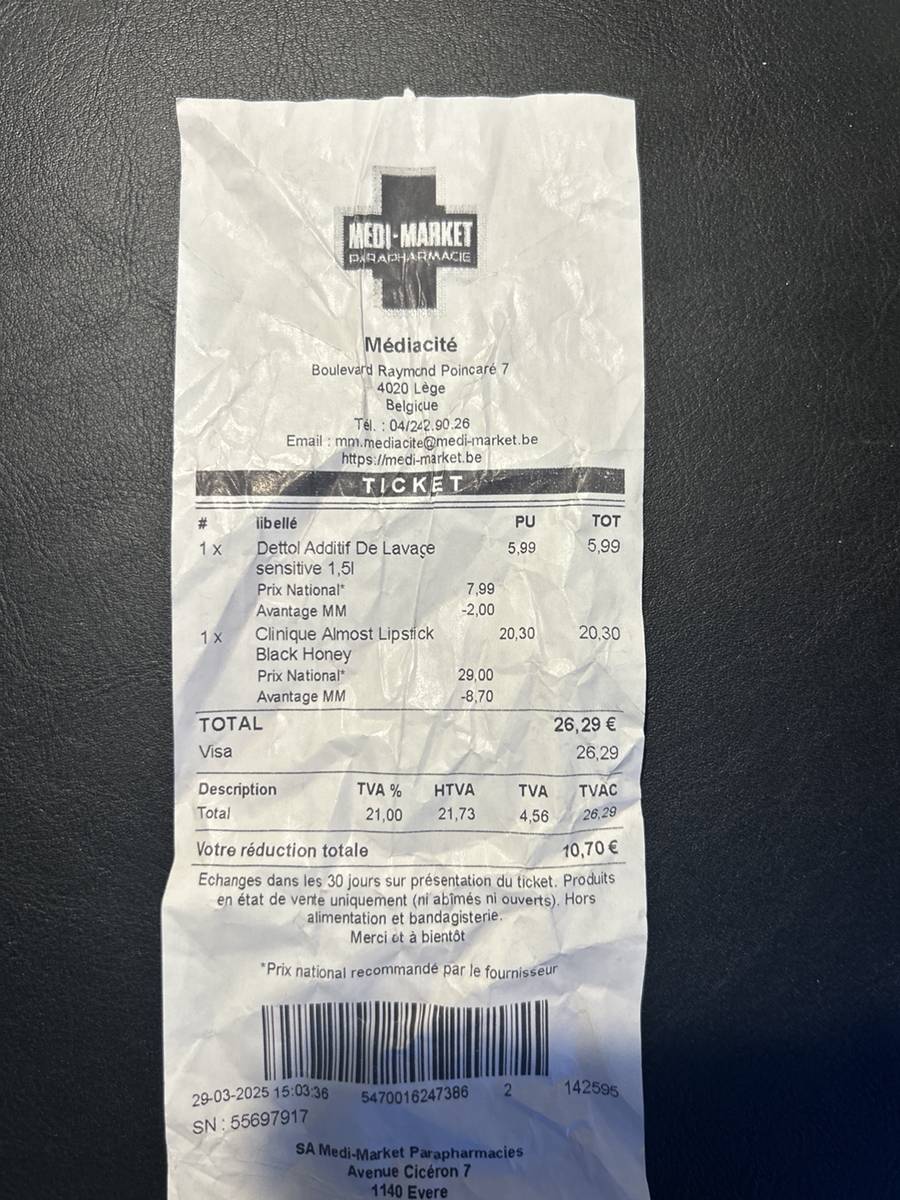 MEDI-MARKET
PARAPHARMACIE
Médiacité
Boulevard Raymond Poincaré 7
4020 Lège
Belgique
Tél. : 04/242.90.26
Email : mm.mediacite@medi-market.be
https://medi-market.be
TICKET
# libellé PU TOT
1 x Dettol Additif De Lavage 5,99 5,99
sensitive 1,5l
Prix National* 7,99
Avantage MM -2,00
1 x Clinique Almost Lipstick 20,30 20,30
Black Honey
Prix National* 29,00
Avantage MM -8,70
TOTAL 26,29 €
Visa 26,29
Description TVA % HTVA TVA TVAC
Total 21,00 21,73 4,56 26,29
Votre réduction totale 10,70 €
Echanges dans les 30 jours sur présentation du ticket. Produits
en état de vente uniquement (ni abîmés ni ouverts). Hors
alimentation et bandagisterie.
Merci et à bientôt
*Prix national recommandé par le fournisseur
29-03-2025 15:03:36 5470016247386 2 142595
SN : 55697917
SA Medi-Market Parapharmacies
Avenue Cicéron 7
1140 Evere